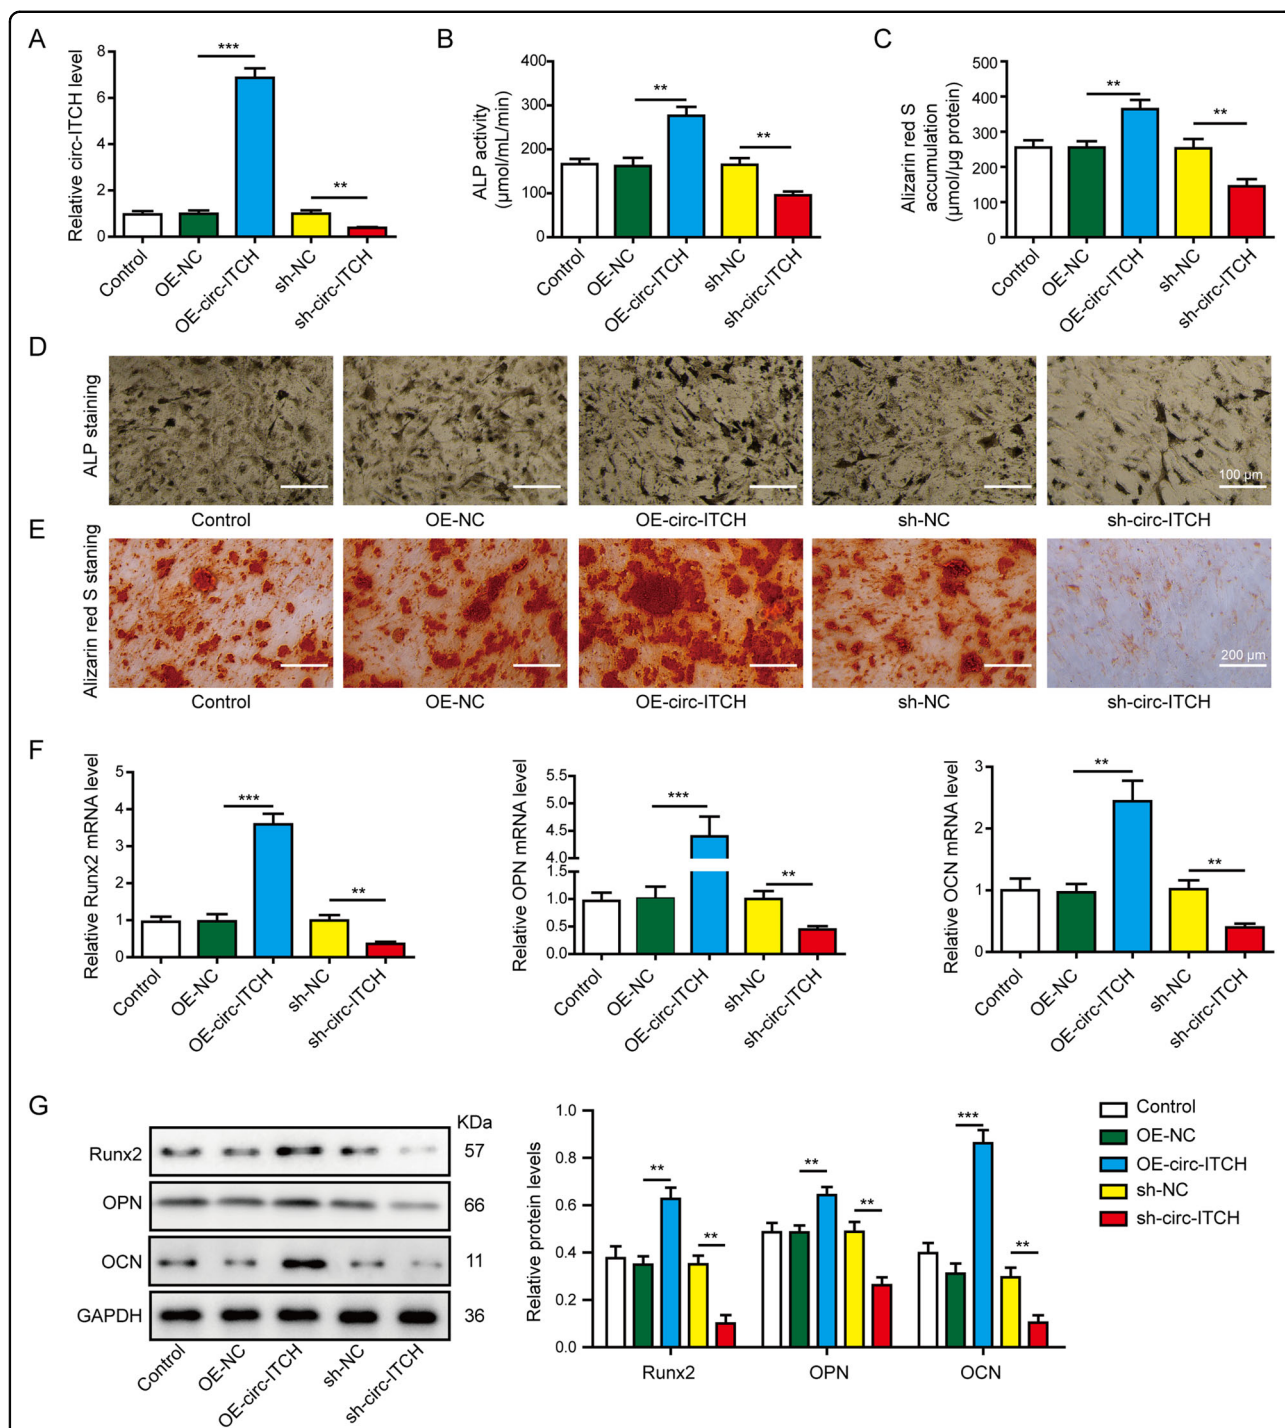 A
Relative circ-ITCH level
8
6
4
2
1
0
***
**
Control
OE-NC
OE-circ-ITCH
sh-NC
sh-circ-ITCH
B
ALP activity
(μmol/mL/min)
400
300
200
100
0
**
**
Control
OE-NC
OE-circ-ITCH
sh-NC
sh-circ-ITCH
C
Alizarin red S
accumulation
(μmol/μg protein)
500
400
300
200
100
0
**
**
Control
OE-NC
OE-circ-ITCH
sh-NC
sh-circ-ITCH
D
ALP staining
100 μm
Control
OE-NC
OE-circ-ITCH
sh-NC
sh-circ-ITCH
E
Alizarin red S staning
200 μm
Control
OE-NC
OE-circ-ITCH
sh-NC
sh-circ-ITCH
F
Relative Runx2 mRNA level
5
4
3
2
1
0
***
**
Control
OE-NC
OE-circ-ITCH
sh-NC
sh-circ-ITCH
Relative OPN mRNA level
5.5
5.0
4.5
4.0
1.5
1.0
0.5
0.0
***
**
Control
OE-NC
OE-circ-ITCH
sh-NC
sh-circ-ITCH
Relative OCN mRNA level
3
2
1
0
**
**
Control
OE-NC
OE-circ-ITCH
sh-NC
sh-circ-ITCH
G
KDa
Runx2
57
OPN
66
OCN
11
GAPDH
36
Control
OE-NC
OE-circ-ITCH
sh-NC
sh-circ-ITCH
Relative protein levels
1.0
0.8
0.6
0.4
0.2
0.0
**
**
**
**
***
**
Runx2
OPN
OCN
Control
OE-NC
OE-circ-ITCH
sh-NC
sh-circ-ITCH